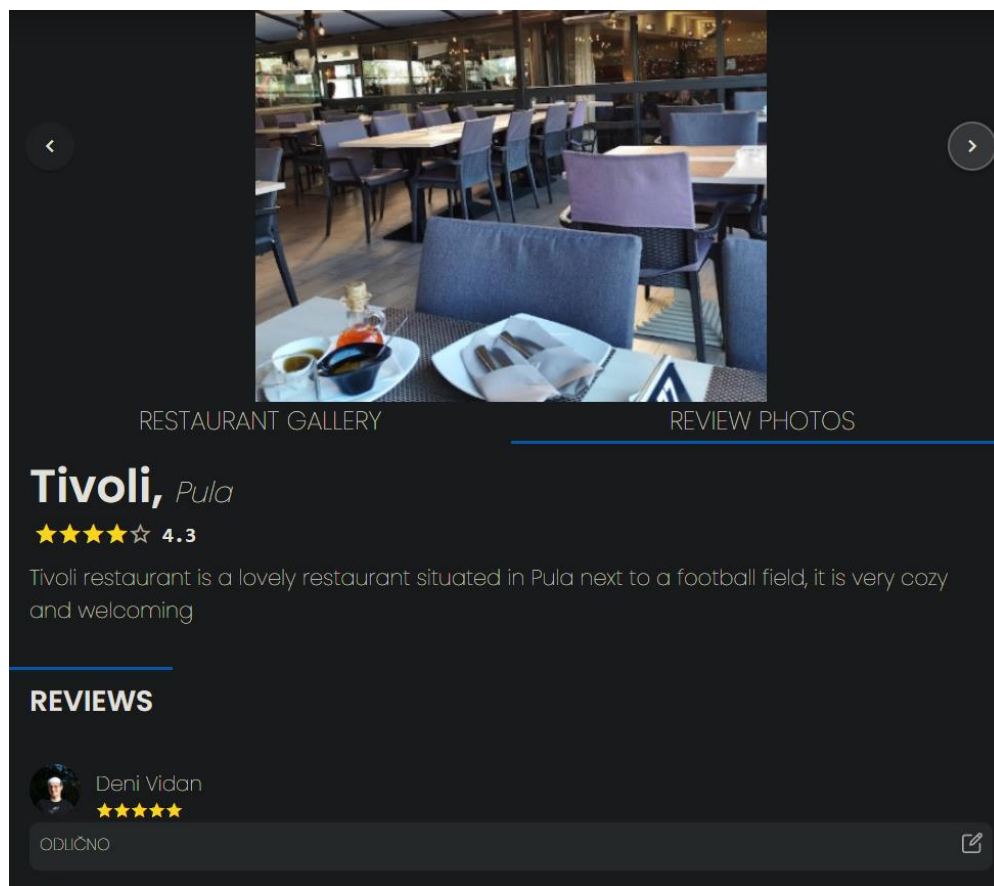 RESTAURANT GALLERY REVIEW PHOTOS
Tivoli, Pula
4.3
Tivoli restaurant is a lovely restaurant situated in Pula next to a football field, it is very cozy
and welcoming
REVIEWS
Deni Vidan
ODLIČNO